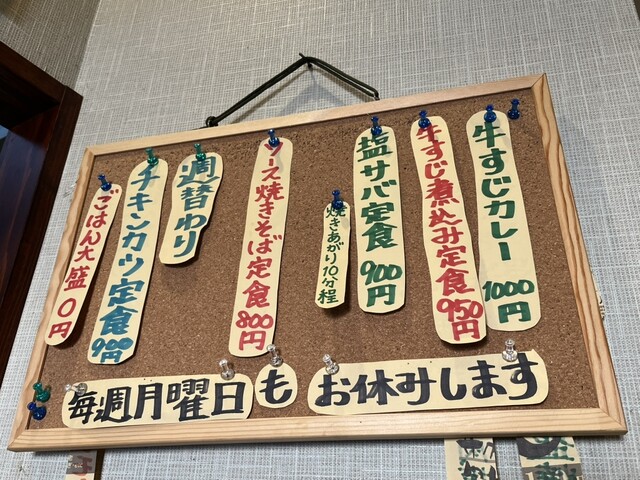 牛すじカレー 1000円
牛すじ煮込み定食 950円
塩サバ定食 900円
焼きあがり10分程
ソース焼きそば定食 800円
週替わり
チキンカツ定食 900円
ごはん大盛 0円
毎週月曜日も お休みします